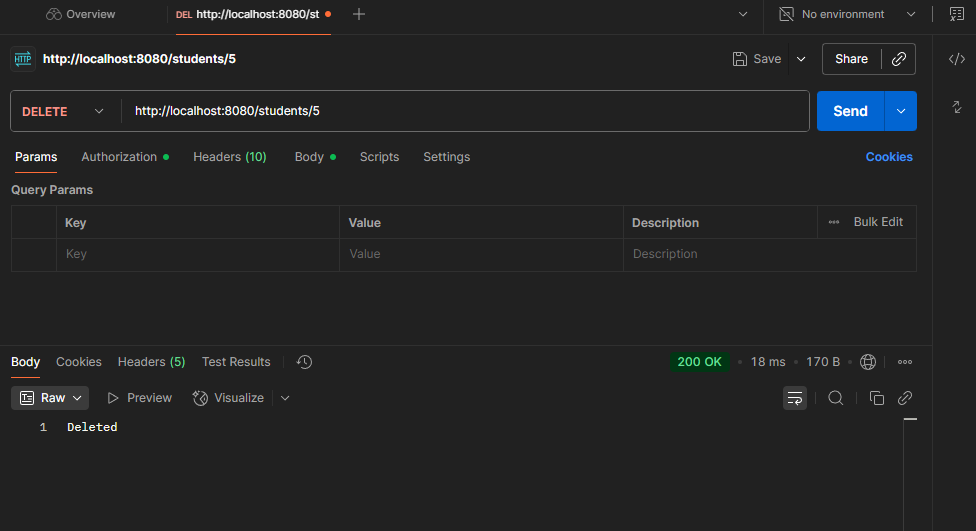 Overview DEL http://localhost:8080/st No environment
HTTP http://localhost:8080/students/5 Save Share
DELETE http://localhost:8080/students/5 Send
Params Authorization Headers (10) Body Scripts Settings Cookies
Query Params
Key Value Description Bulk Edit
Key Value Description
Body Cookies Headers (5) Test Results 200 OK 18 ms 170 B
Raw Preview Visualize
1 Deleted